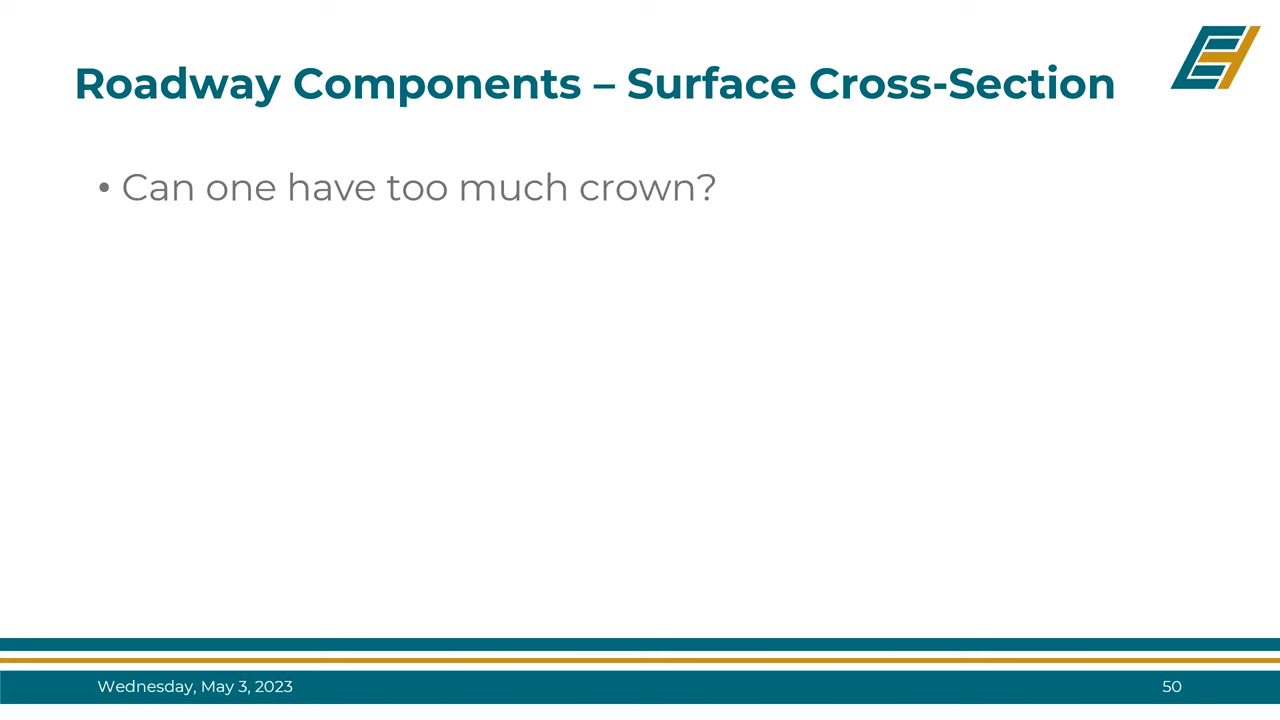 Roadway Components – Surface Cross-Section
• Can one have too much crown?
Wednesday, May 3, 2023
50